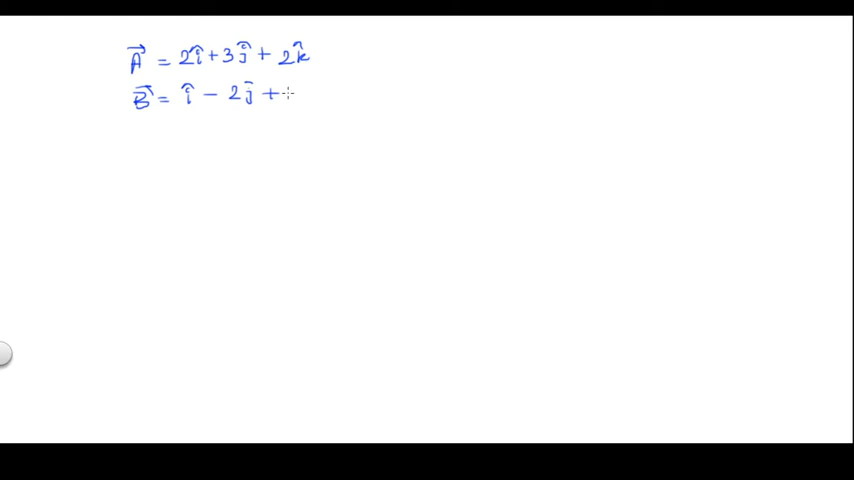 A⃗ = 2î + 3ĵ + 2k̂
B⃗ = î - 2ĵ +